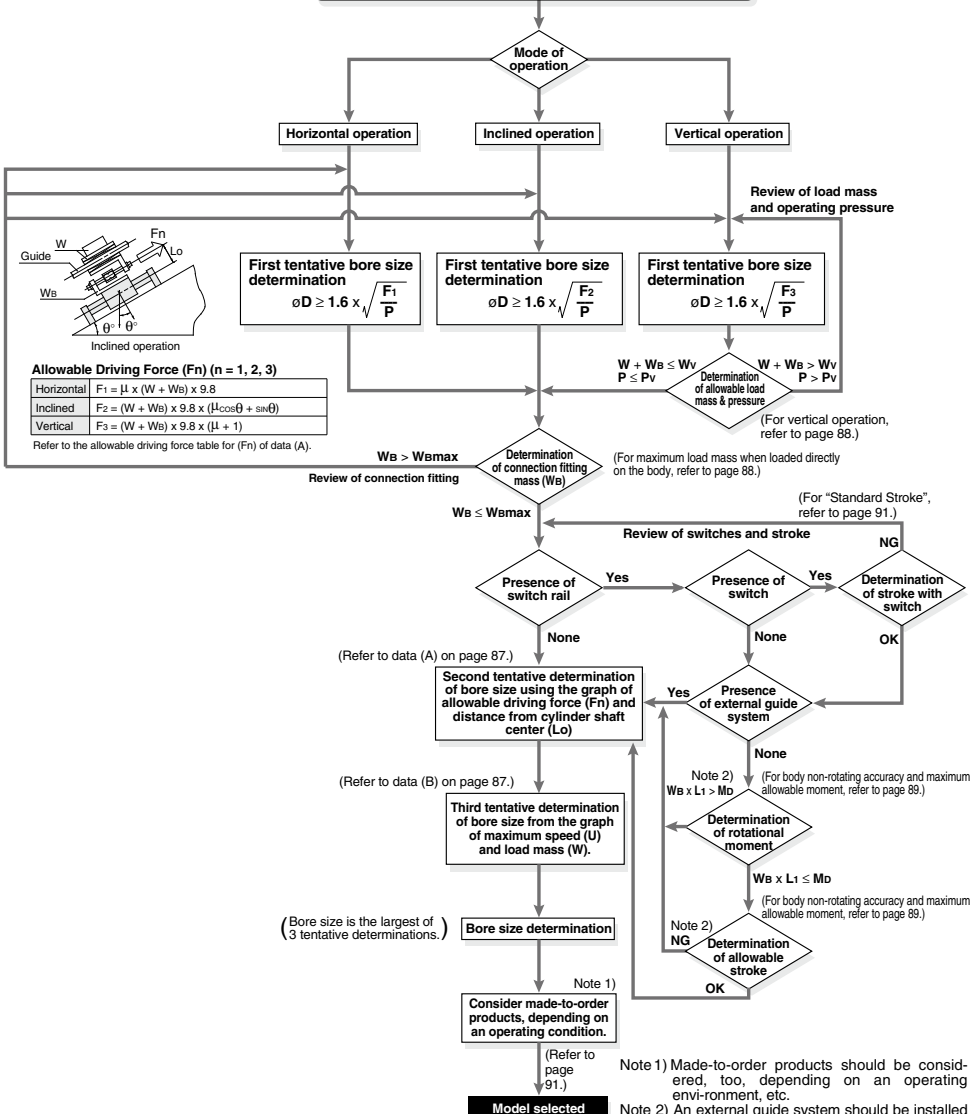 Mode of
operation
Horizontal operation
Inclined operation
Vertical operation
Review of load mass
and operating pressure
W
Fn
Lo
Guide
WB
θ° θ°
Inclined operation
First tentative bore size
determination
øD ≥ 1.6 x √ F1
P
First tentative bore size
determination
øD ≥ 1.6 x √ F2
P
First tentative bore size
determination
øD ≥ 1.6 x √ F3
P
Allowable Driving Force (Fn) (n = 1, 2, 3)
Horizontal F1 = μ x (W + WB) x 9.8
Inclined F2 = (W + WB) x 9.8 x (μcosθ + sinθ)
Vertical F3 = (W + WB) x 9.8 x (μ + 1)
Refer to the allowable driving force table for (Fn) of data (A).
W + WB ≤ WV
P ≤ PV
Determination
of allowable load
mass & pressure
W + WB > WV
P > PV
(For vertical operation,
refer to page 88.)
WB > WBmax
Review of connection fitting
Determination
of connection fitting
mass (WB)
(For maximum load mass when loaded directly
on the body, refer to page 88.)
WB ≤ WBmax
(For “Standard Stroke”,
refer to page 91.)
Review of switches and stroke
NG
Presence of
switch rail
Yes
Presence of
switch
Yes
Determination
of stroke with
switch
None
None
OK
(Refer to data (A) on page 87.)
Second tentative determination
of bore size using the graph of
allowable driving force (Fn) and
distance from cylinder shaft
center (Lo)
Yes
Presence
of external guide
system
None
(Refer to data (B) on page 87.)
Note 2)
WB x L1 > MD
(For body non-rotating accuracy and maximum
allowable moment, refer to page 89.)
Third tentative determination
of bore size from the graph
of maximum speed (U)
and load mass (W).
Determination
of rotational
moment
WB x L1 ≤ MD
(For body non-rotating accuracy and maximum
allowable moment, refer to page 89.)
(Bore size is the largest of
3 tentative determinations.)
Bore size determination
Note 2)
NG
Determination
of allowable
stroke
OK
Note 1)
Consider made-to-order
products, depending on
an operating condition.
(Refer to
page
91.)
Model selected
Note 1) Made-to-order products should be consid-
ered, too, depending on an operating
envi-ronment, etc.
Note 2) An external guide system should be installed